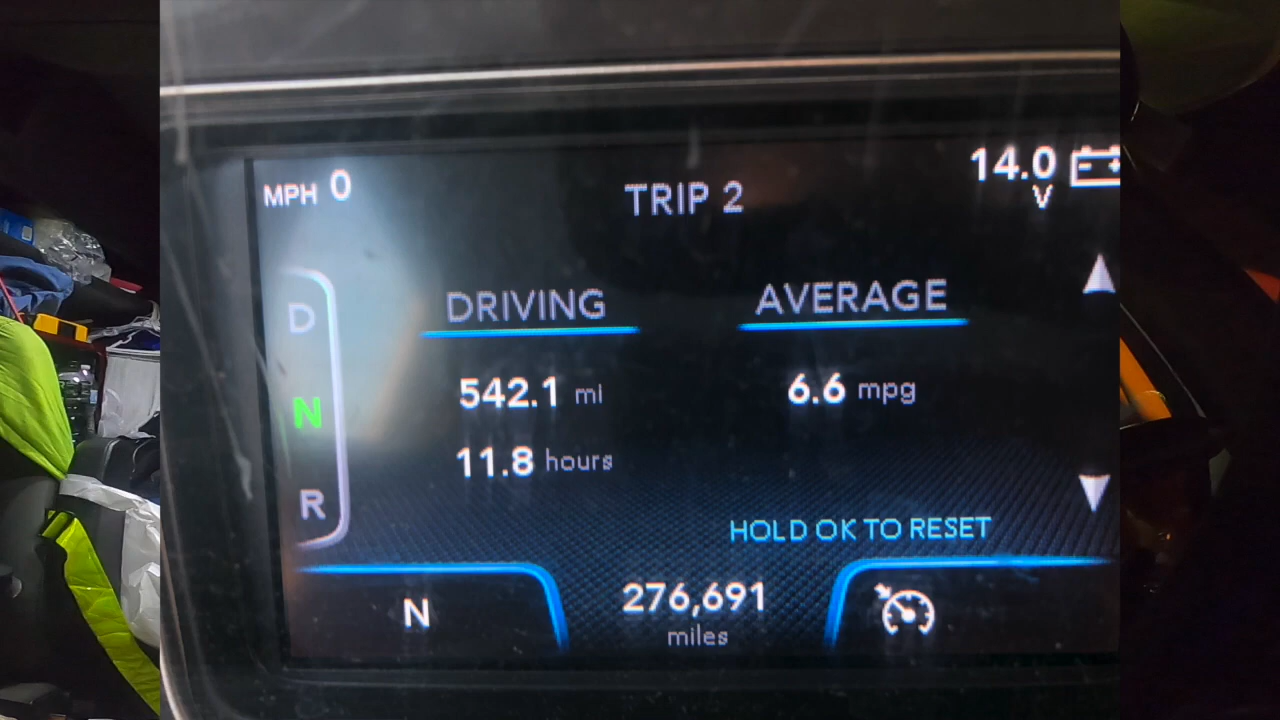 MPH 0
TRIP 2
14.0
V
D
N
R
DRIVING
AVERAGE
542.1 mi
6.6 mpg
11.8 hours
HOLD OK TO RESET
N
276,691
miles